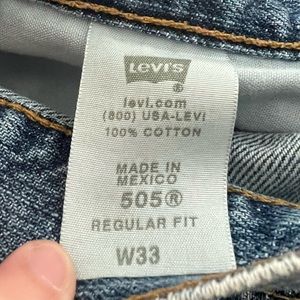 Levi's
®
levi.com
(800) USA-LEVI
100% COTTON
MADE IN
MEXICO
505®
REGULAR FIT
W33